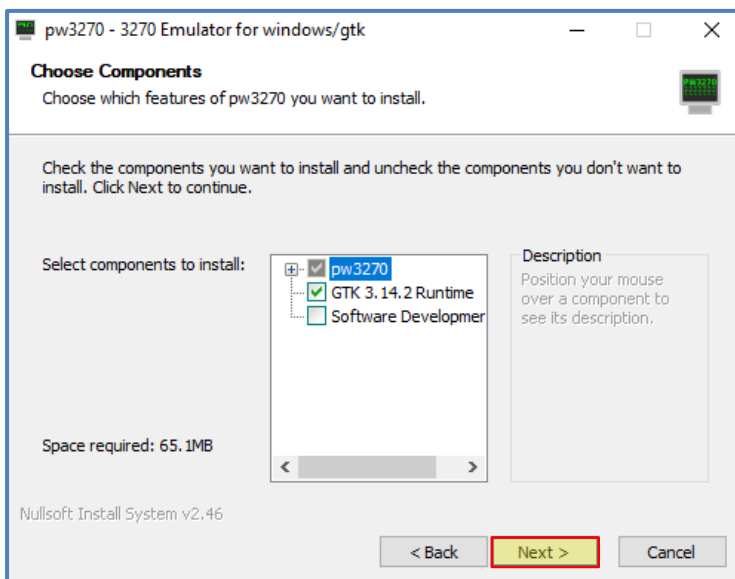 pw3270 - 3270 Emulator for windows/gtk
Choose Components
Choose which features of pw3270 you want to install.
PW3270
Check the components you want to install and uncheck the components you don't want to
install. Click Next to continue.
Select components to install:
pw3270
GTK 3.14.2 Runtime
Software Developmer
Description
Position your mouse
over a component to
see its description.
Space required: 65.1MB
Nullsoft Install System v2.46
< Back
Next >
Cancel